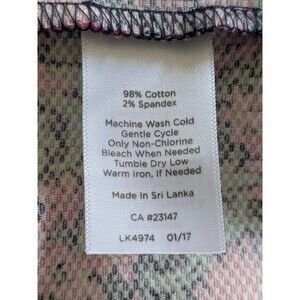 98% Cotton
2% Spandex
Machine Wash Cold
Gentle Cycle
Only Non-Chlorine
Bleach When Needed
Tumble Dry Low
Warm Iron, If Needed
Made in Sri Lanka
CA #23147
LK4974 01/17